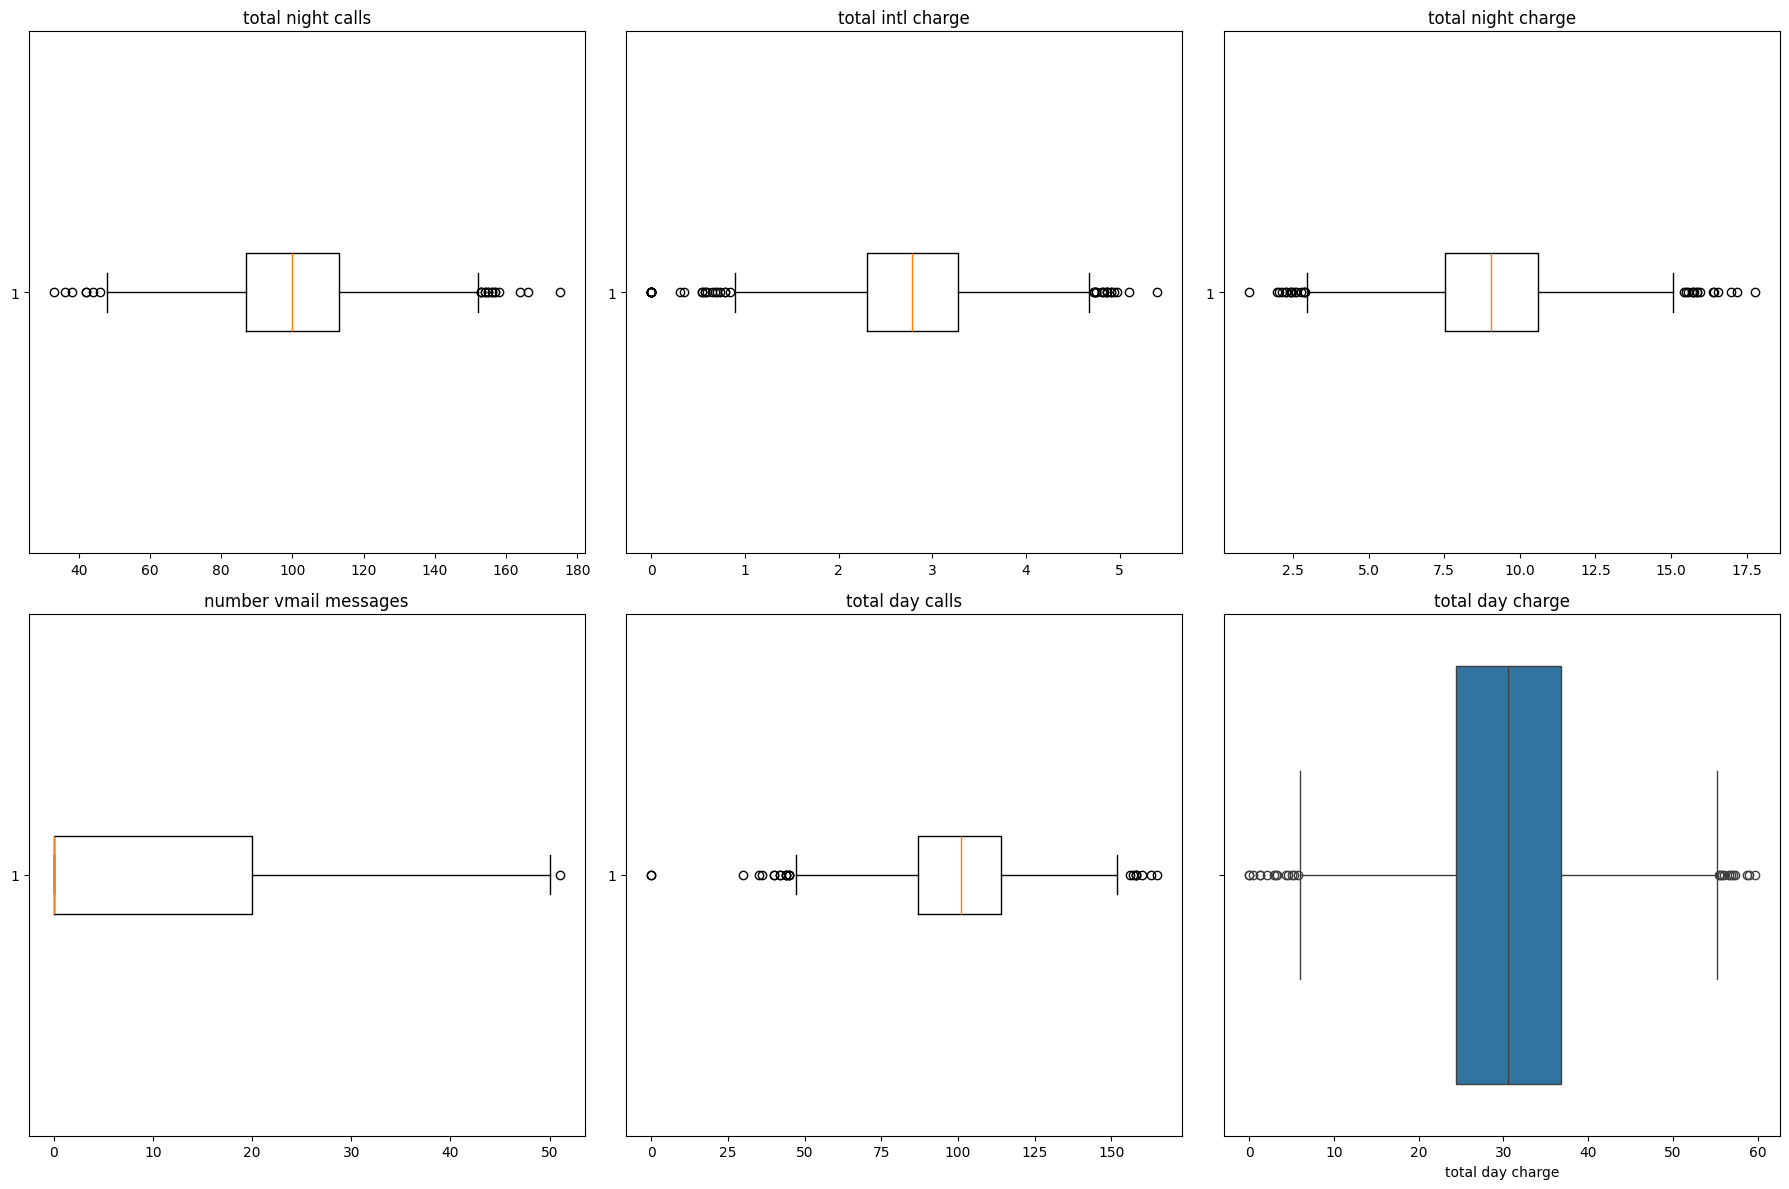 total night calls
1
40 60 80 100 120 140 160 180
total intl charge
1
0 1 2 3 4 5
total night charge
1
2.5 5.0 7.5 10.0 12.5 15.0 17.5
number vmail messages
1
0 10 20 30 40 50
total day calls
1
0 25 50 75 100 125 150
total day charge
0 10 20 30 40 50 60
total day charge